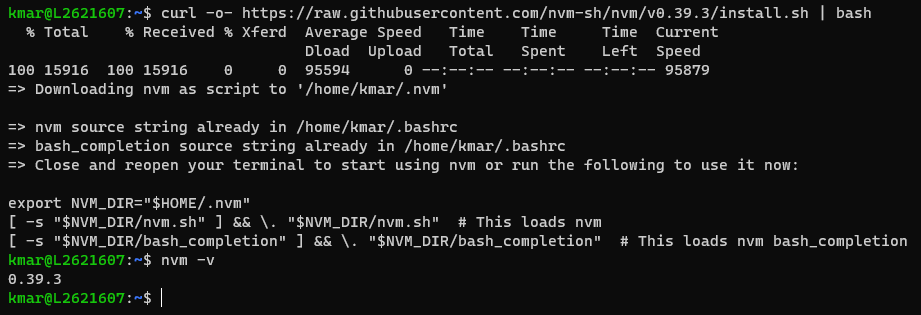 kmar@L2621607:~$ curl -o- https://raw.githubusercontent.com/nvm-sh/nvm/v0.39.3/install.sh | bash
  % Total    % Received % Xferd  Average Speed   Time    Time     Time  Current
                                 Dload  Upload   Total   Spent    Left  Speed
100 15916  100 15916    0     0  95594      0 --:--:-- --:--:-- --:--:-- 95879
=> Downloading nvm as script to '/home/kmar/.nvm'

=> nvm source string already in /home/kmar/.bashrc
=> bash_completion source string already in /home/kmar/.bashrc
=> Close and reopen your terminal to start using nvm or run the following to use it now:

export NVM_DIR="$HOME/.nvm"
[ -s "$NVM_DIR/nvm.sh" ] && \. "$NVM_DIR/nvm.sh"  # This loads nvm
[ -s "$NVM_DIR/bash_completion" ] && \. "$NVM_DIR/bash_completion"  # This loads nvm bash_completion
kmar@L2621607:~$ nvm -v
0.39.3
kmar@L2621607:~$